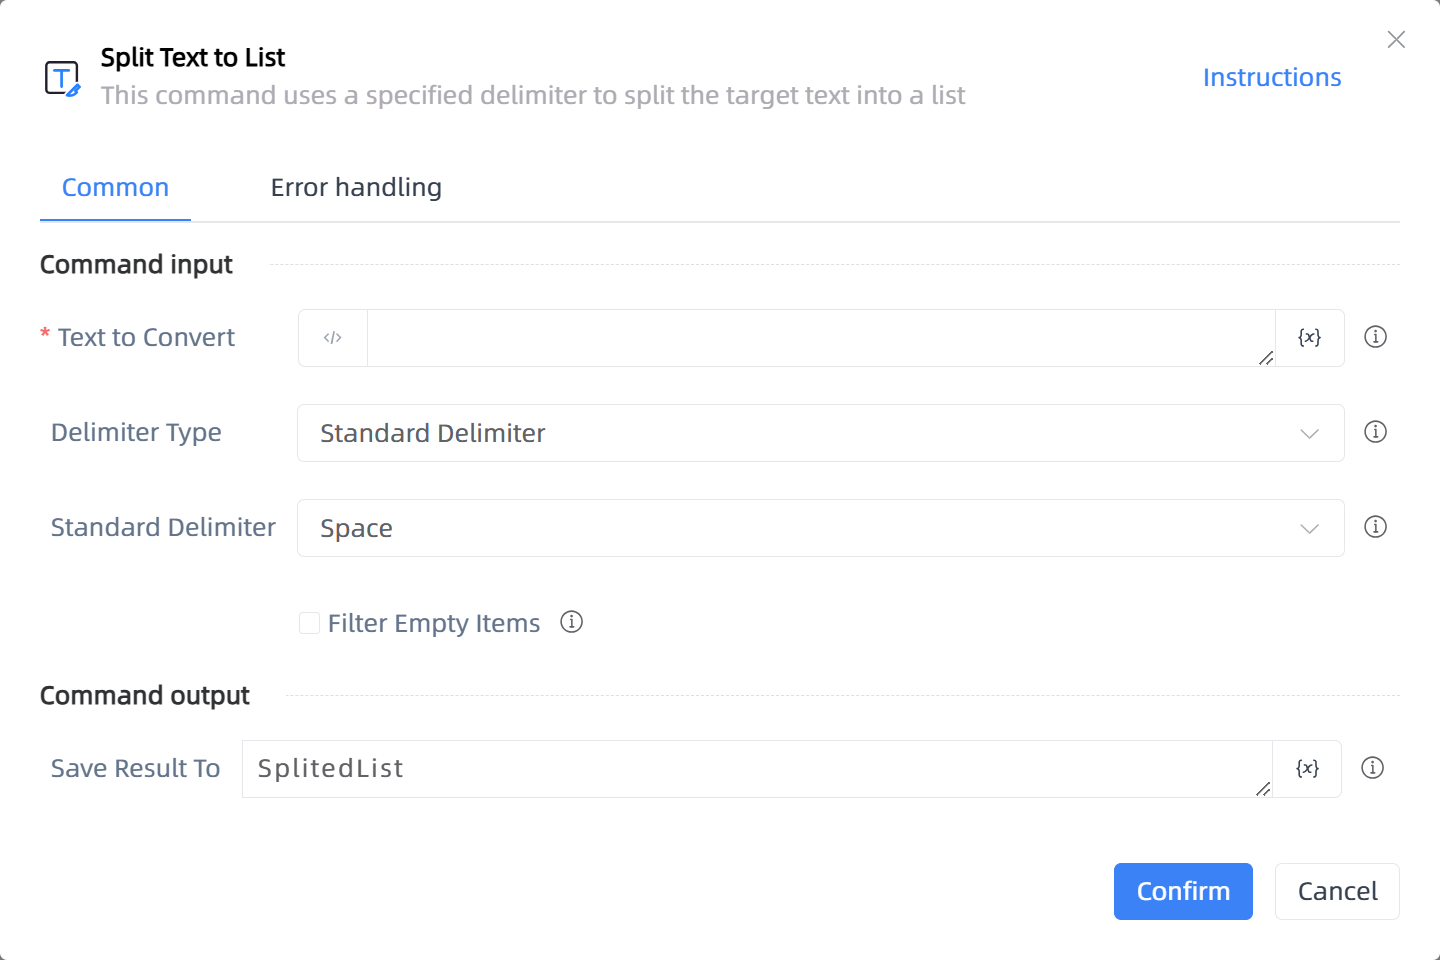 Split Text to List
This command uses a specified delimiter to split the target text into a list
Instructions
Common
Error handling
Command input
* Text to Convert
</>
{x}
Delimiter Type
Standard Delimiter
Standard Delimiter
Space
Filter Empty Items
Command output
Save Result To
SplitedList
{x}
Confirm
Cancel